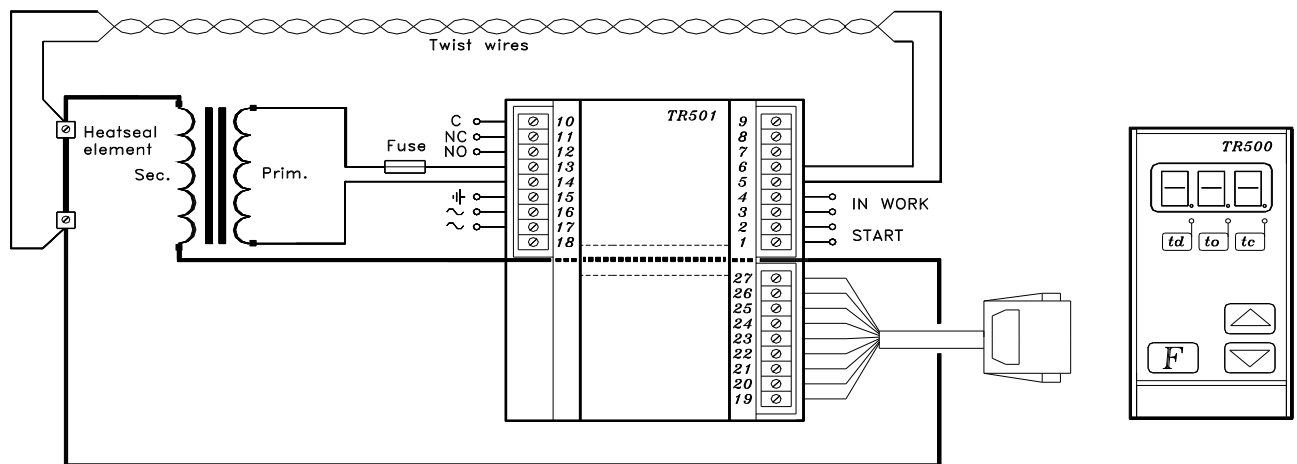 Twist wires
Heatseal
element
Sec.
Prim.
Fuse
C
NC
NO
10
11
12
13
14
15
16
17
18
TR501
9
8
7
6
5
4
3
2
1
IN WORK
START
27
26
25
24
23
22
21
20
19
TR500
td to tc
F